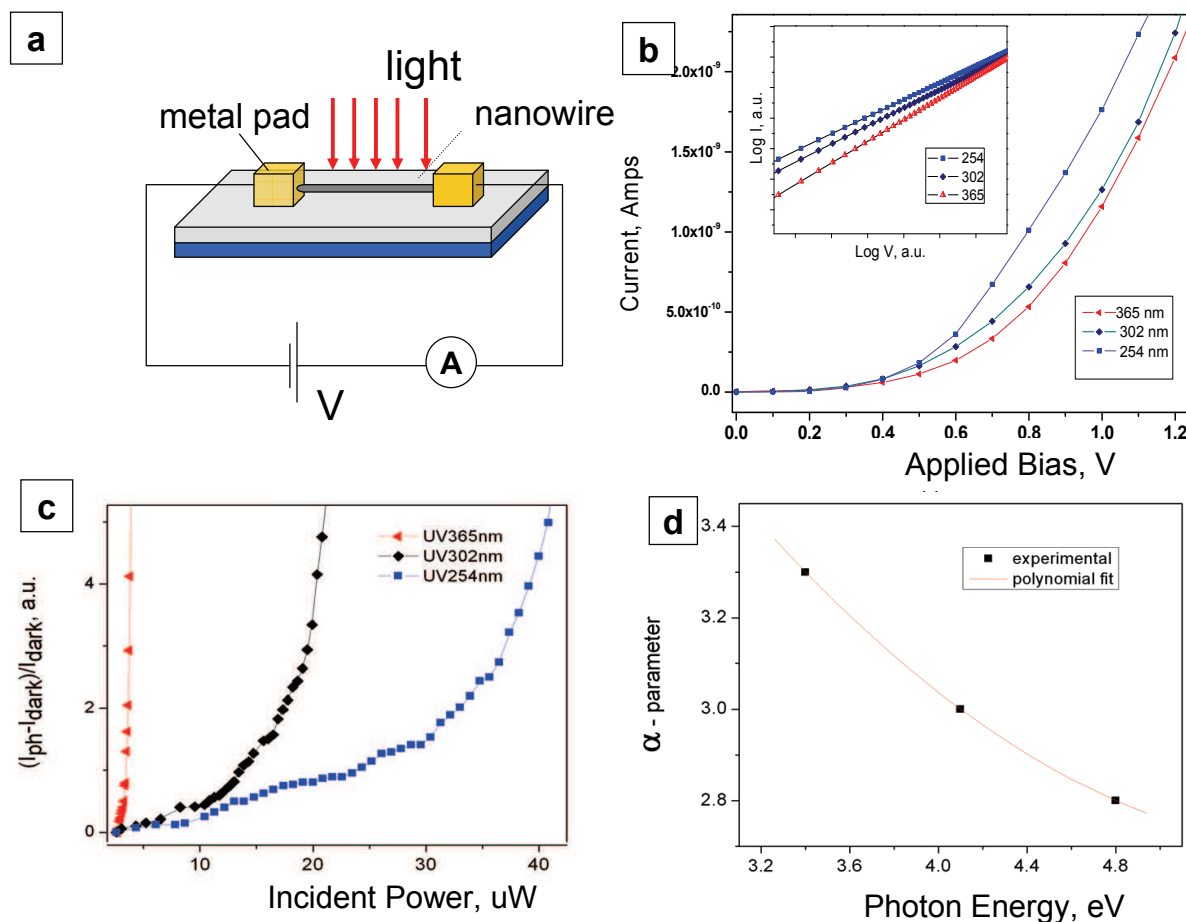 a
light
metal pad
nanowire
V
A
b
Current, Amps
2.0x10⁻⁹
1.5x10⁻⁹
1.0x10⁻⁹
5.0x10⁻¹⁰
0.0
0.0 0.2 0.4 0.6 0.8 1.0 1.2
Applied Bias, V
Log I, a.u.
Log V, a.u.
254
302
365
365 nm
302 nm
254 nm
c
(Iph-Idark)/Idark, a.u.
4
2
0
10 20 30 40
Incident Power, uW
UV365nm
UV302nm
UV254nm
d
α - parameter
3.4
3.2
3.0
2.8
3.2 3.6 4.0 4.4 4.8
Photon Energy, eV
experimental
polynomial fit